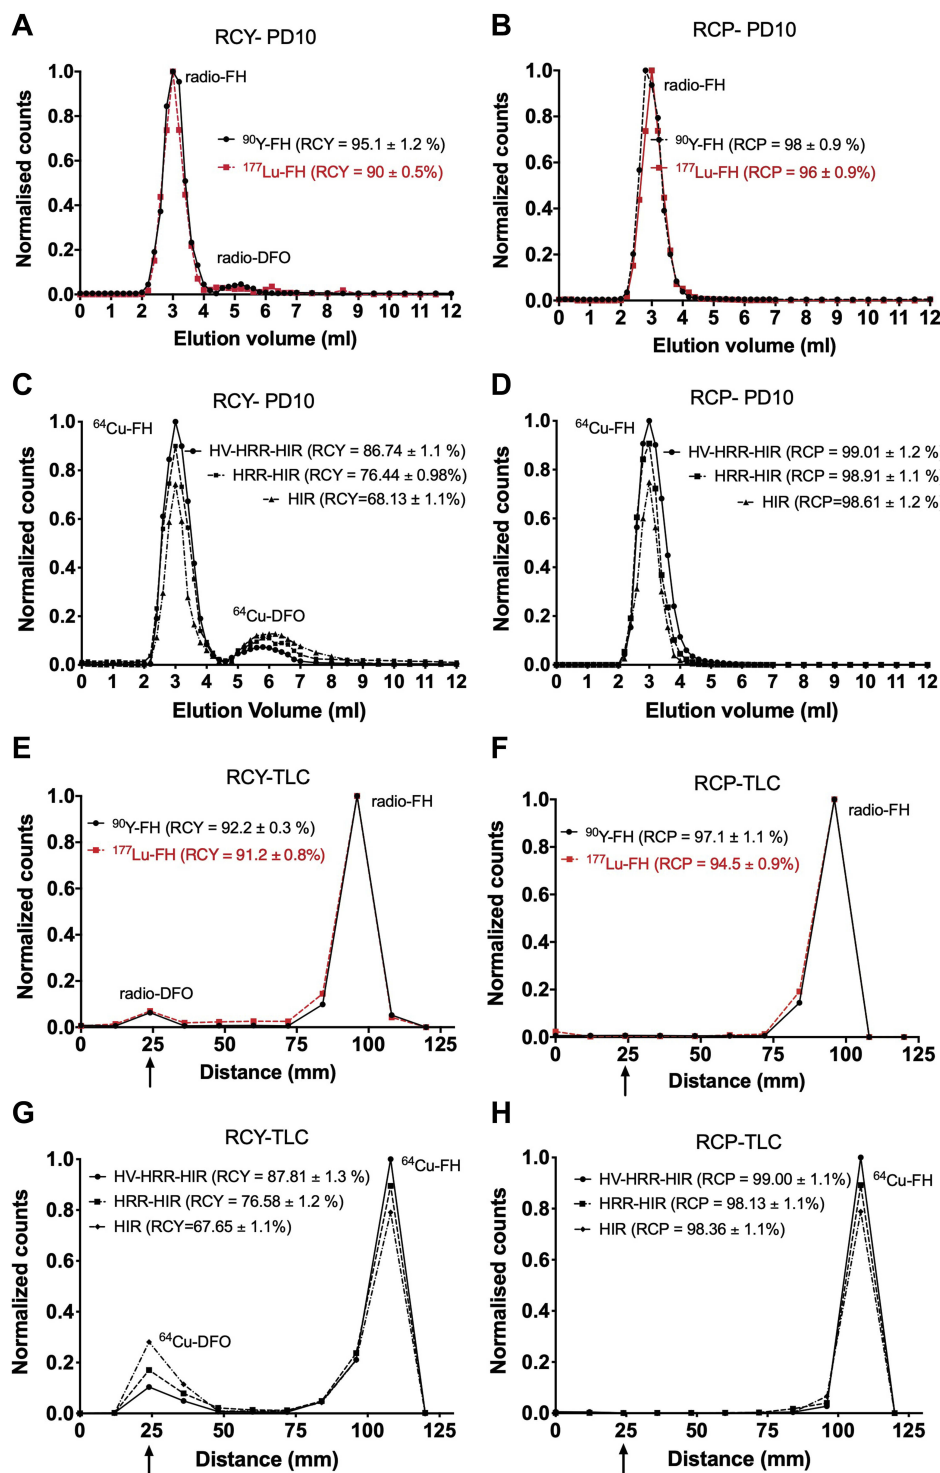 A
RCY- PD10
Normalised counts
1.0
0.8
0.6
0.4
0.2
0.0
radio-FH
90Y-FH (RCY = 95.1 ± 1.2 %)
177Lu-FH (RCY = 90 ± 0.5%)
radio-DFO
0 1 2 3 4 5 6 7 8 9 10 11 12
Elution volume (ml)
B
RCP- PD10
Normalized counts
1.0
0.8
0.6
0.4
0.2
0.0
radio-FH
90Y-FH (RCP = 98 ± 0.9 %)
177Lu-FH (RCP = 96 ± 0.9%)
0 1 2 3 4 5 6 7 8 9 10 11 12
Elution volume (ml)
C
RCY- PD10
Normalized counts
1.0
0.8
0.6
0.4
0.2
0.0
64Cu-FH
HV-HRR-HIR (RCY = 86.74 ± 1.1 %)
HRR-HIR (RCY = 76.44 ± 0.98%)
HIR (RCY=68.13 ± 1.1%)
64Cu-DFO
0 1 2 3 4 5 6 7 8 9 10 11 12
Elution Volume (ml)
D
RCP- PD10
Normalized counts
1.0
0.8
0.6
0.4
0.2
0.0
64Cu-FH
HV-HRR-HIR (RCP = 99.01 ± 1.2 %
HRR-HIR (RCP = 98.91 ± 1.1 %
HIR (RCP=98.61 ± 1.2 %
0 1 2 3 4 5 6 7 8 9 10 11 12
Elution volume (ml)
E
RCY-TLC
Normalized counts
1.0
0.8
0.6
0.4
0.2
0.0
radio-FH
90Y-FH (RCY = 92.2 ± 0.3 %)
177Lu-FH (RCY = 91.2 ± 0.8%)
radio-DFO
0 25 50 75 100 125
Distance (mm)
F
RCP-TLC
Normalized counts
1.0
0.8
0.6
0.4
0.2
0.0
radio-FH
90Y-FH (RCP = 97.1 ± 1.1 %)
177Lu-FH (RCP = 94.5 ± 0.9%)
0 25 50 75 100 125
Distance (mm)
G
RCY-TLC
Normalized counts
1.0
0.8
0.6
0.4
0.2
0.0
64Cu-FH
HV-HRR-HIR (RCY = 87.81 ± 1.3 %)
HRR-HIR (RCY = 76.58 ± 1.2 %)
HIR (RCY=67.65 ± 1.1%)
64Cu-DFO
0 25 50 75 100 125
Distance (mm)
H
RCP-TLC
Normalised counts
1.0
0.8
0.6
0.4
0.2
0.0
HV-HRR-HIR (RCP = 99.00 ± 1.1%)
64Cu-FH
HRR-HIR (RCP = 98.13 ± 1.1%)
HIR (RCP = 98.36 ± 1.1%)
0 25 50 75 100 125
Distance (mm)